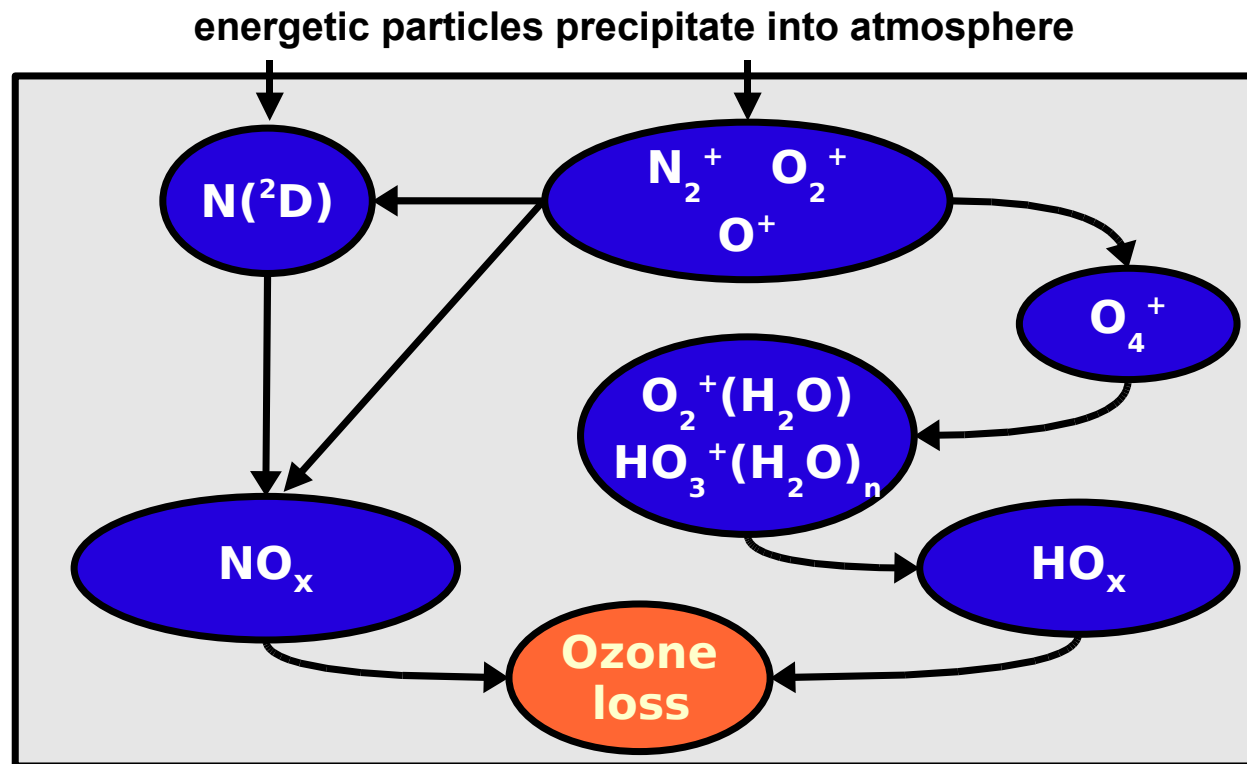 energetic particles precipitate into atmosphere
N(²D)
N₂⁺ O₂⁺
O⁺
O₄⁺
O₂⁺(H₂O)
HO₃⁺(H₂O)ₙ
NOₓ
HOₓ
Ozone
loss